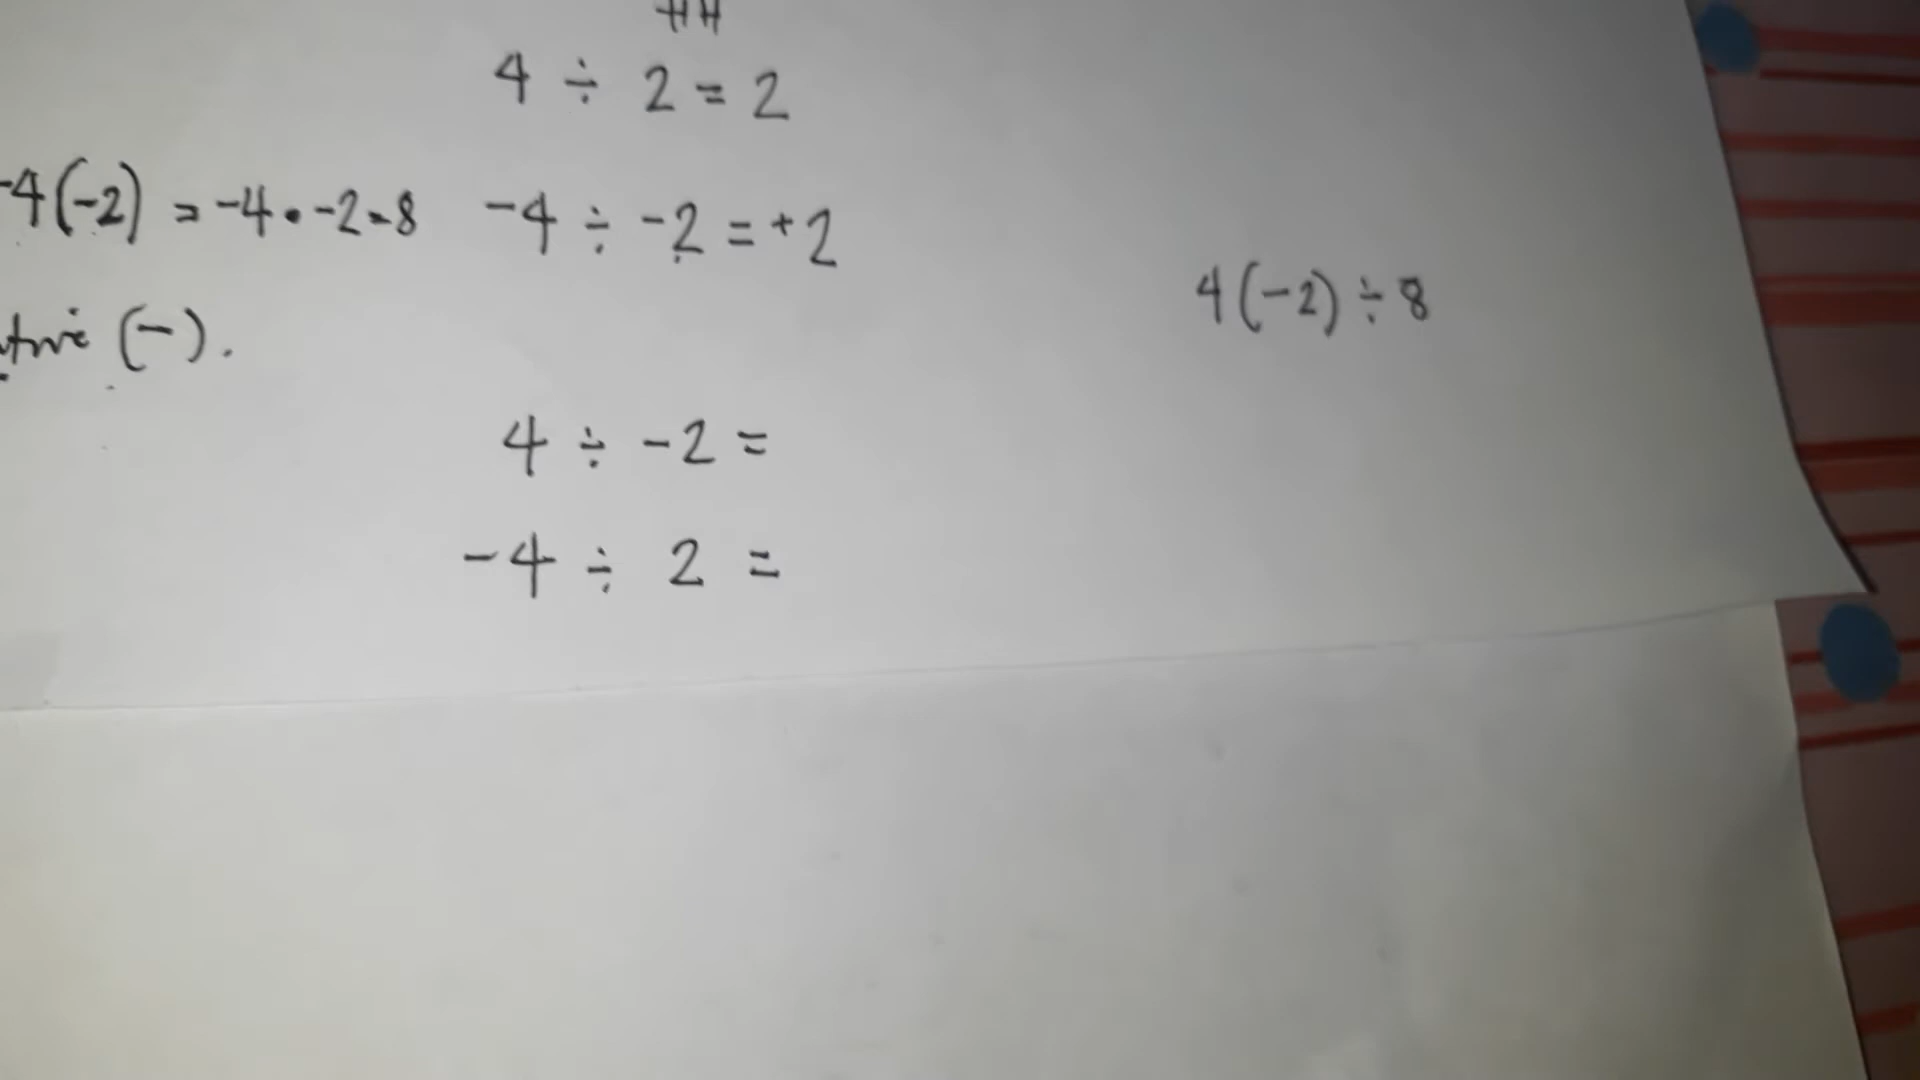 4 ÷ 2 = 2
-4(-2) = -4 • -2 = 8
-4 ÷ -2 = +2
4(-2) ÷ 8
(-).
4 ÷ -2 =
-4 ÷ 2 =